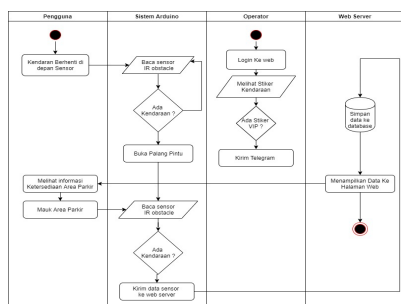 Pengguna
Sistem Arduino
Operator
Web Server
Kendaran Berhenti di
depan Sensor
Baca sensor
IR obstacle
Ada
Kendaraan ?
Buka Palang Pintu
Login Ke web
Melihat Stiker
Kendaraan
Ada Stiker
VIP ?
Kirim Telegram
Simpan
data ke
database
Menampilkan Data Ke
Halaman Web
Melihat informasi
Ketersediaan Area Parkir
Mauk Area Parkir
Baca sensor
IR obstacle
Ada
Kendaraan ?
Kirim data sensor
ke web server